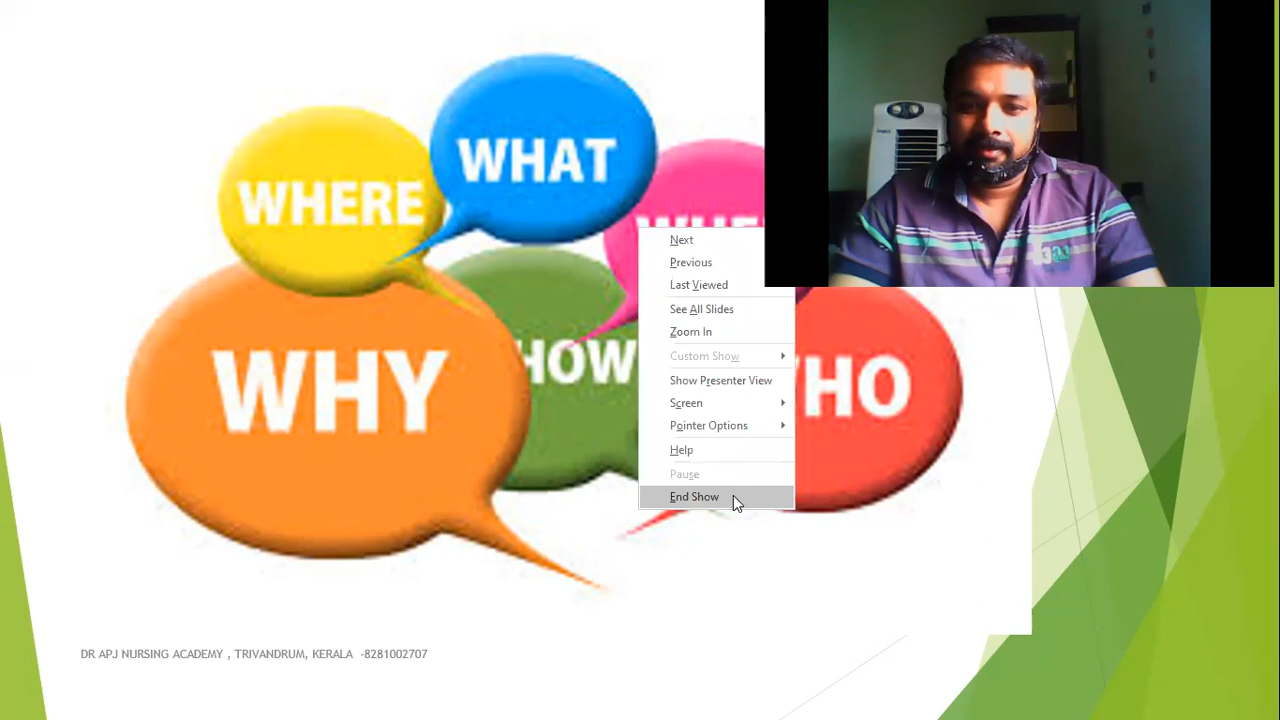 WHAT
WHERE
Next
Previous
Last Viewed
See All Slides
Zoom In
WHY
HOW
Custom Show
Show Presenter View
Screen
Pointer Options
Help
Pause
End Show
DR APJ NURSING ACADEMY , TRIVANDRUM, KERALA -8281002707